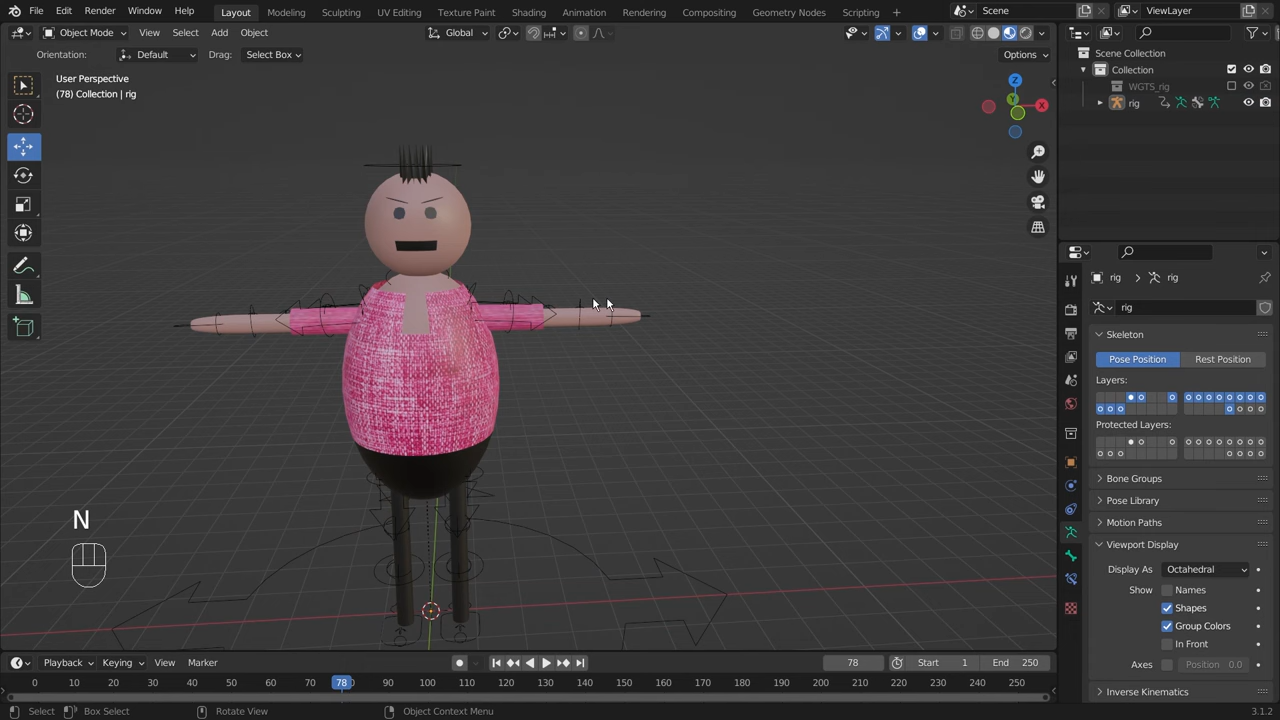 File Edit Render Window Help Layout Modeling Sculpting UV Editing Texture Paint Shading Animation Rendering Compositing Geometry Nodes Scripting + Scene ViewLayer
Object Mode View Select Add Object Global
Orientation: Default Drag: Select Box Options
User Perspective
(78) Collection | rig
Z
Y
X
N
Scene Collection
Collection
WGTS_rig
rig
rig rig
rig
Skeleton
Pose Position Rest Position
Layers:
Protected Layers:
Bone Groups
Pose Library
Motion Paths
Viewport Display
Display As Octahedral
Show Names
Shapes
Group Colors
In Front
Axes Position 0.0
Inverse Kinematics
Playback Keying View Marker 78 Start 1 End 250
0 10 20 30 40 50 60 70 78 90 100 110 120 130 140 150 160 170 180 190 200 210 220 230 240 250
Select Box Select Rotate View Object Context Menu 3.1.2